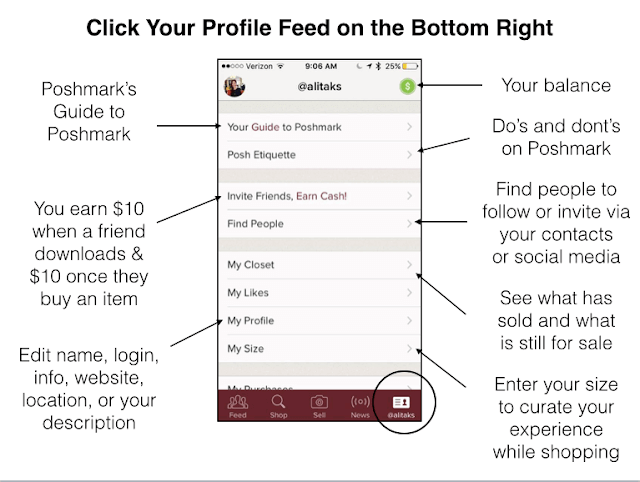 Click Your Profile Feed on the Bottom Right
Poshmark's
Guide to
Poshmark
You earn $10
when a friend
downloads &
$10 once they
buy an item
Edit name, login,
info, website,
location, or your
description
●●○○○ Verizon
9:06 AM
25%
@alitaks
$
Your Guide to Poshmark
Posh Etiquette
Invite Friends, Earn Cash!
Find People
My Closet
My Likes
My Profile
My Size
My Purchases
Feed
Shop
Sell
News
@alitaks
Your balance
Do's and dont's
on Poshmark
Find people to
follow or invite via
your contacts
or social media
See what has
sold and what
is still for sale
Enter your size
to curate your
experience
while shopping